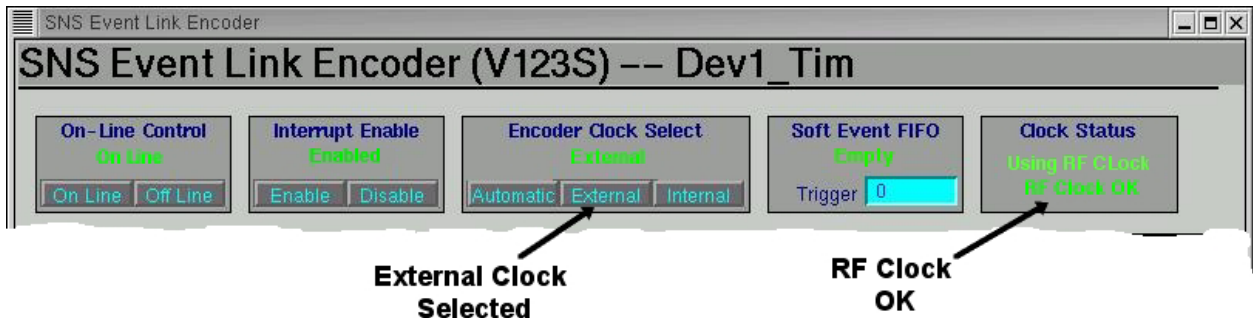 SNS Event Link Encoder
SNS Event Link Encoder (V123S) -- Dev1_Tim
On-Line Control
On Line
On Line Off Line
Interrupt Enable
Enabled
Enable Disable
Encoder Clock Select
External
Automatic External Internal
Soft Event FIFO
Empty
Trigger 0
Clock Status
Using RF CLock
RF Clock OK
External Clock
Selected
RF Clock
OK